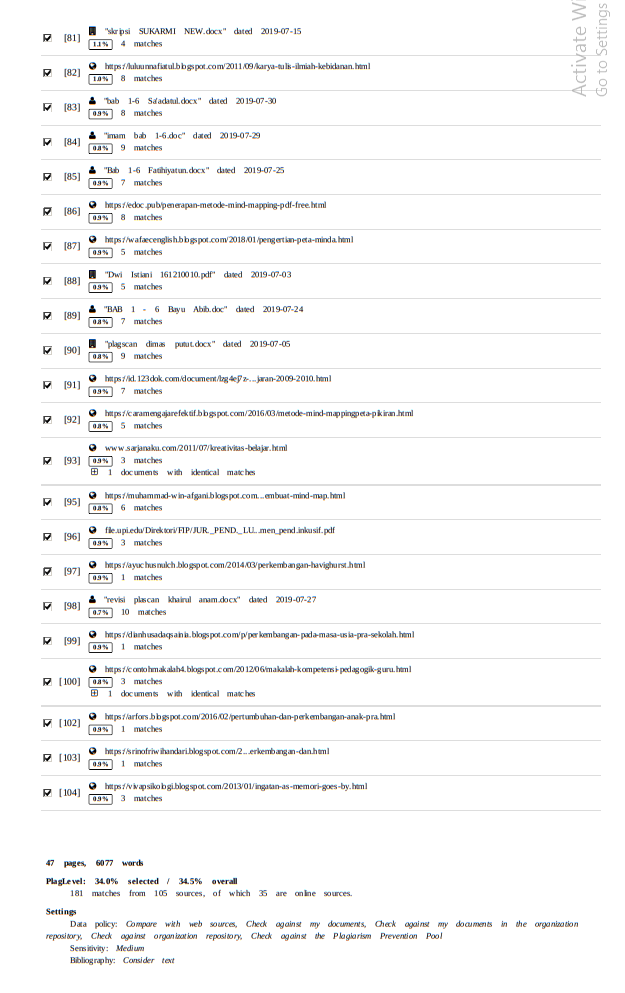 [81] "skripsi SUKARMI NEW.docx" dated 2019-07-15
1.1% 4 matches
[82] https://lukuunnafiatul.blogspot.com/2011/09/karya-tulis-ilmiah-kebidanan.html
1.0% 8 matches
[83] "bab 1-6 Sa'adatul.docx" dated 2019-07-30
0.9% 8 matches
[84] "imam bab 1-6.doc" dated 2019-07-29
0.8% 9 matches
[85] "Bab 1-6 Fatihiyatun.docx" dated 2019-07-25
0.9% 7 matches
[86] https://edoc.pub/penerapan-metode-mind-mapping-pdf-free.html
0.9% 8 matches
[87] https://wafaecenglish.blogspot.com/2018/01/pengertian-peta-minda.html
0.9% 5 matches
[88] "Dwi Istiani 161210010.pdf" dated 2019-07-03
0.9% 5 matches
[89] "BAB 1 - 6 Bayu Abib.doc" dated 2019-07-24
0.8% 7 matches
[90] "plagscan dimas putut.docx" dated 2019-07-05
0.8% 9 matches
[91] https://id.123dok.com/document/lzg4ej7z-...jaran-2009-2010.html
0.9% 7 matches
[92] https://caramengajarefektif.blogspot.com/2016/03/metode-mind-mappingpeta-pikiran.html
0.8% 5 matches
[93] www.sarjanaku.com/2011/07/kreativitas-belajar.html
0.9% 3 matches
1 documents with identical matches
[95] https://muhammad-win-afgani.blogspot.com...embuat-mind-map.html
0.8% 6 matches
[96] file.upi.edu/Direktori/FIP/JUR._PEND._LU...men_pend.inkusif.pdf
0.9% 3 matches
[97] https://ayuchusnulch.blogspot.com/2014/03/perkembangan-havighurst.html
0.9% 1 matches
[98] "revisi plascan khairul anam.docx" dated 2019-07-27
0.7% 10 matches
[99] https://dianhusadaqsainia.blogspot.com/p/perkembangan-pada-masa-usia-pra-sekolah.html
0.9% 1 matches
[100] https://contohmakalah4.blogspot.com/2012/06/makalah-kompetensi-pedagogik-guru.html
0.8% 3 matches
1 documents with identical matches
[102] https://arfors.blogspot.com/2016/02/pertumbuhan-dan-perkembangan-anak-pra.html
0.9% 1 matches
[103] https://srinofriwihandari.blogspot.com/2...erkembangan-dan.html
0.9% 1 matches
[104] https://vivapsikologi.blogspot.com/2013/01/ingatan-as-memori-goes-by.html
0.9% 3 matches
Activate W
Go to Settings
47 pages, 6077 words
PlagLevel: 34.0% selected / 34.5% overall
181 matches from 105 sources, of which 35 are online sources.
Settings
Data policy: Compare with web sources, Check against my documents, Check against my documents in the organization
repository, Check against organization repository, Check against the Plagiarism Prevention Pool
Sensitivity: Medium
Bibliography: Consider text